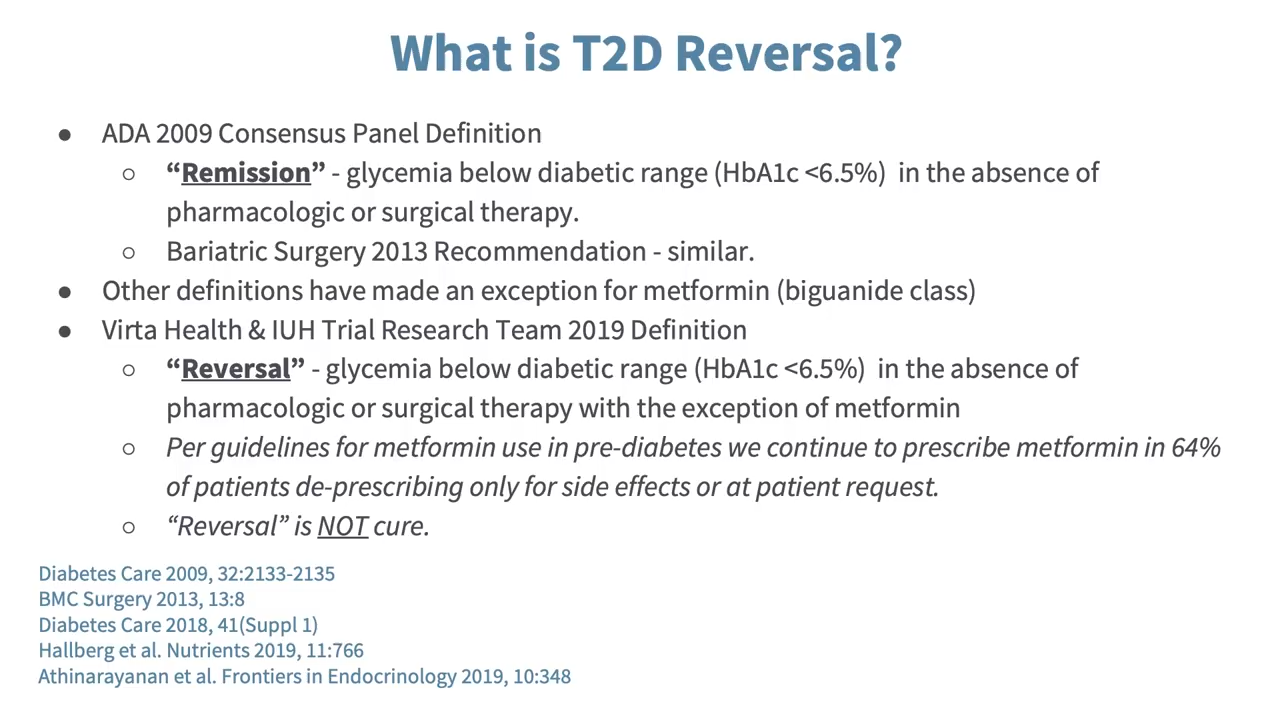 What is T2D Reversal?
● ADA 2009 Consensus Panel Definition
○ “Remission” - glycemia below diabetic range (HbA1c <6.5%)  in the absence of
pharmacologic or surgical therapy.
○ Bariatric Surgery 2013 Recommendation - similar.
● Other definitions have made an exception for metformin (biguanide class)
● Virta Health & IUH Trial Research Team 2019 Definition
○ “Reversal” - glycemia below diabetic range (HbA1c <6.5%)  in the absence of
pharmacologic or surgical therapy with the exception of metformin
○ Per guidelines for metformin use in pre-diabetes we continue to prescribe metformin in 64%
of patients de-prescribing only for side effects or at patient request.
○ “Reversal” is NOT cure.
Diabetes Care 2009, 32:2133-2135
BMC Surgery 2013, 13:8
Diabetes Care 2018, 41(Suppl 1)
Hallberg et al. Nutrients 2019, 11:766
Athinarayanan et al. Frontiers in Endocrinology 2019, 10:348